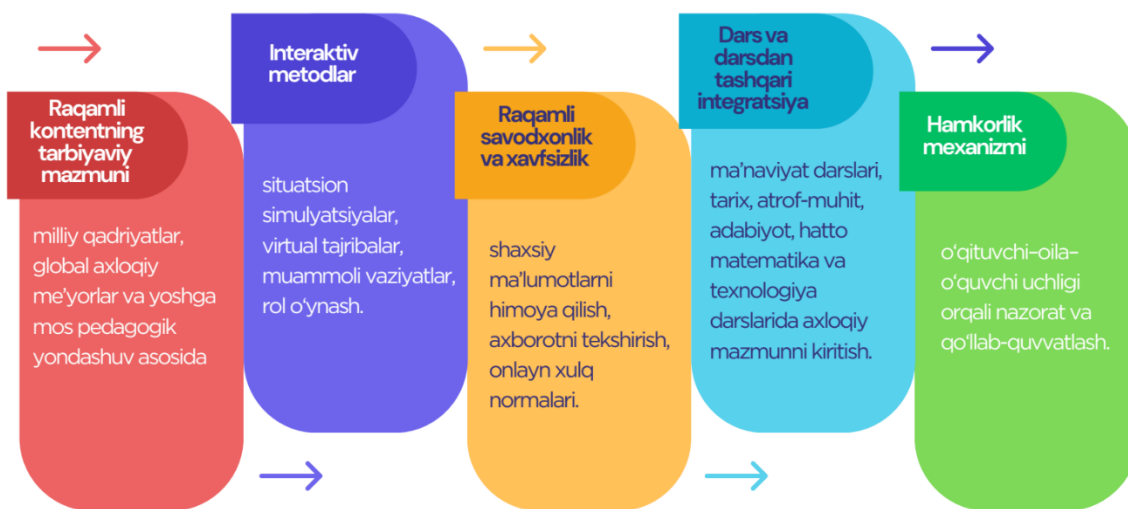 Raqamli
kontentning
tarbiyaviy
mazmuni
milliy qadriyatlar,
global axloqiy
me’yorlar va yoshga
mos pedagogik
yondashuv asosida
Interaktiv
metodlar
situatsion
simulyatsiyalar,
virtual tajribalar,
muammoli vaziyatlar,
rol o‘ynash.
Raqamli
savodxonlik
va xavfsizlik
shaxsiy
ma’lumotlarni
himoya qilish,
axborotni tekshirish,
onlayn xulq
normalari.
Dars va
darsdan
tashqari
integratsiya
ma’naviyat darslari,
tarix, atrof-muhit,
adabiyot, hatto
matematika va
texnologiya
darslarida axloqiy
mazmunni kiritish.
Hamkorlik
mexanizmi
o‘qituvchi–oila–
o‘quvchi uchligi
orqali nazorat va
qo‘llab-quvvatlash.